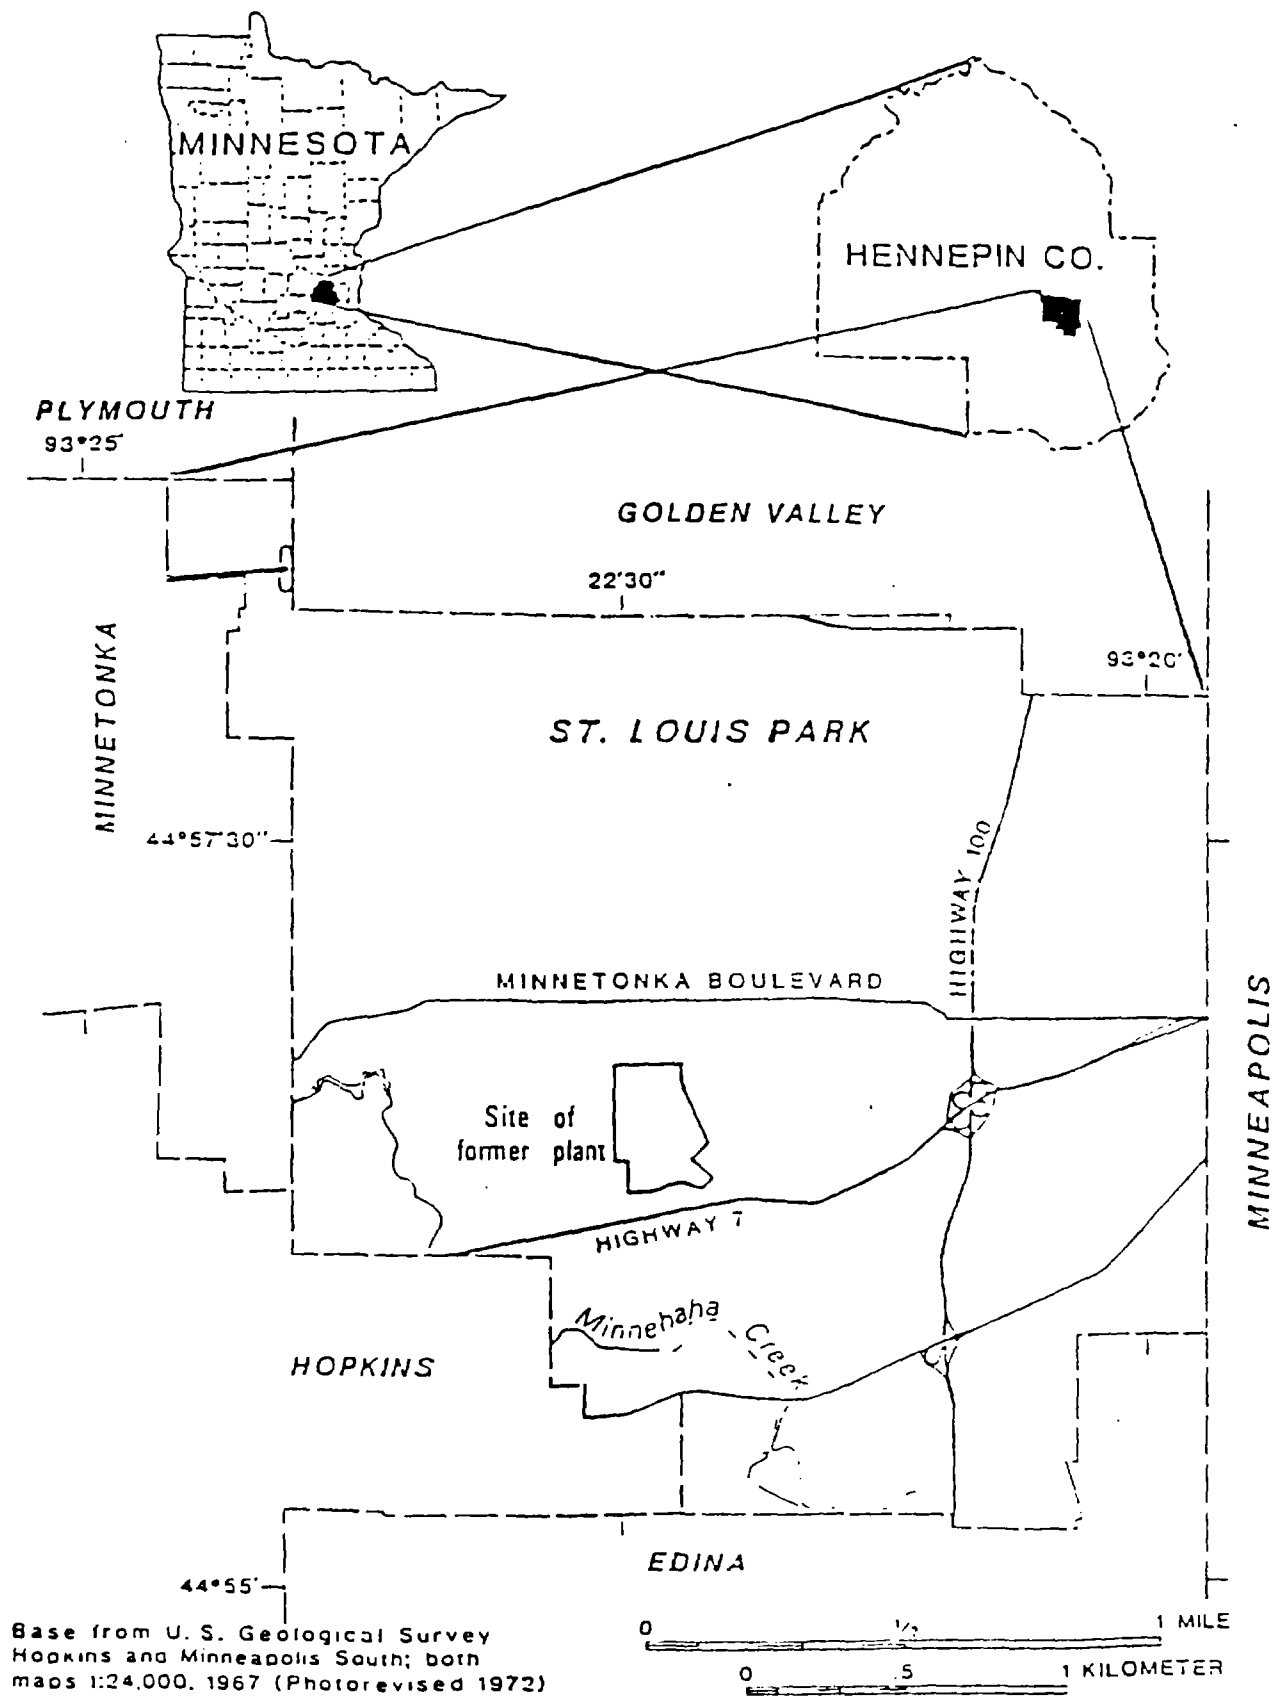 MINNESOTA
HENNEPIN CO.
PLYMOUTH
93°25'
GOLDEN VALLEY
22'30"
MINNETONKA
93°20'
ST. LOUIS PARK
44°57'30"
HIGHWAY 100
MINNETONKA BOULEVARD
MINNEAPOLIS
Site of
former plant
HIGHWAY 7
Minnehaha Creek
HOPKINS
EDINA
44°55'
Base from U. S. Geological Survey
Hopkins and Minneapolis South; both
maps 1:24,000, 1967 (Photorevised 1972)
0 1/2 1 MILE
0 .5 1 KILOMETER